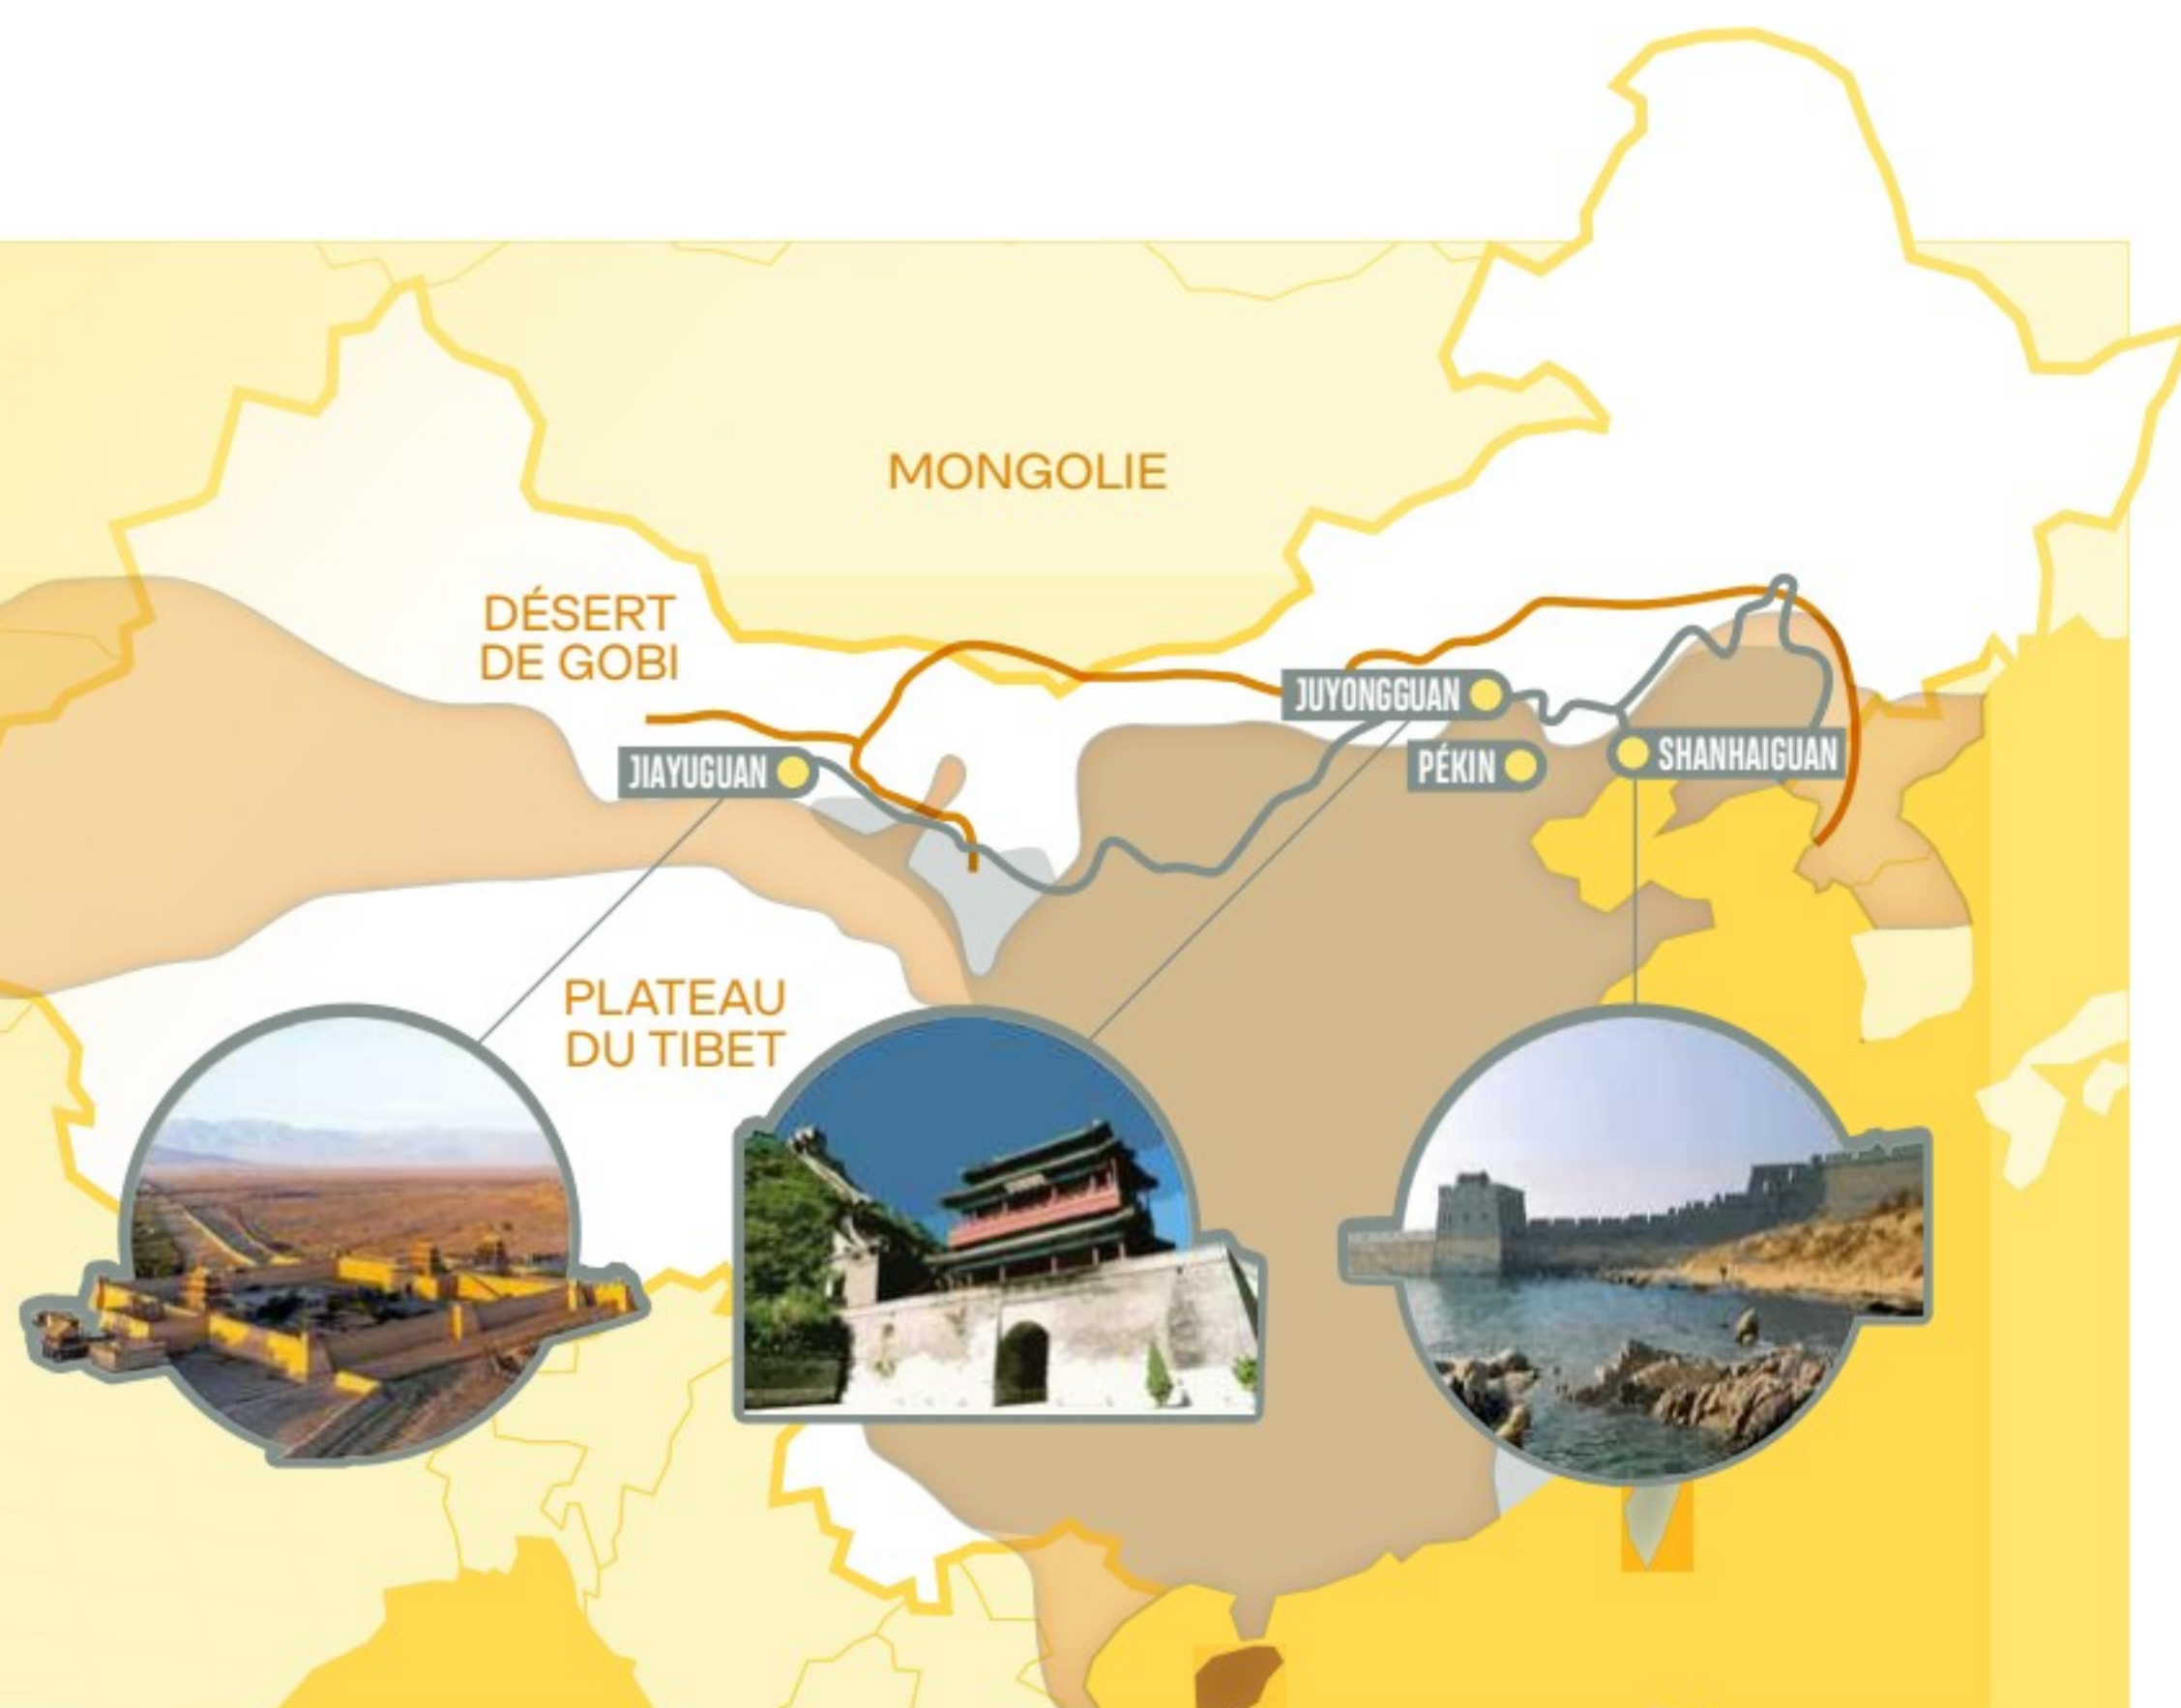 MONGOLIE
DÉSERT
DE GOBI
JUYONGGUAN
JIAYUGUAN
PÉKIN
SHANHAIGUAN
PLATEAU
DU TIBET